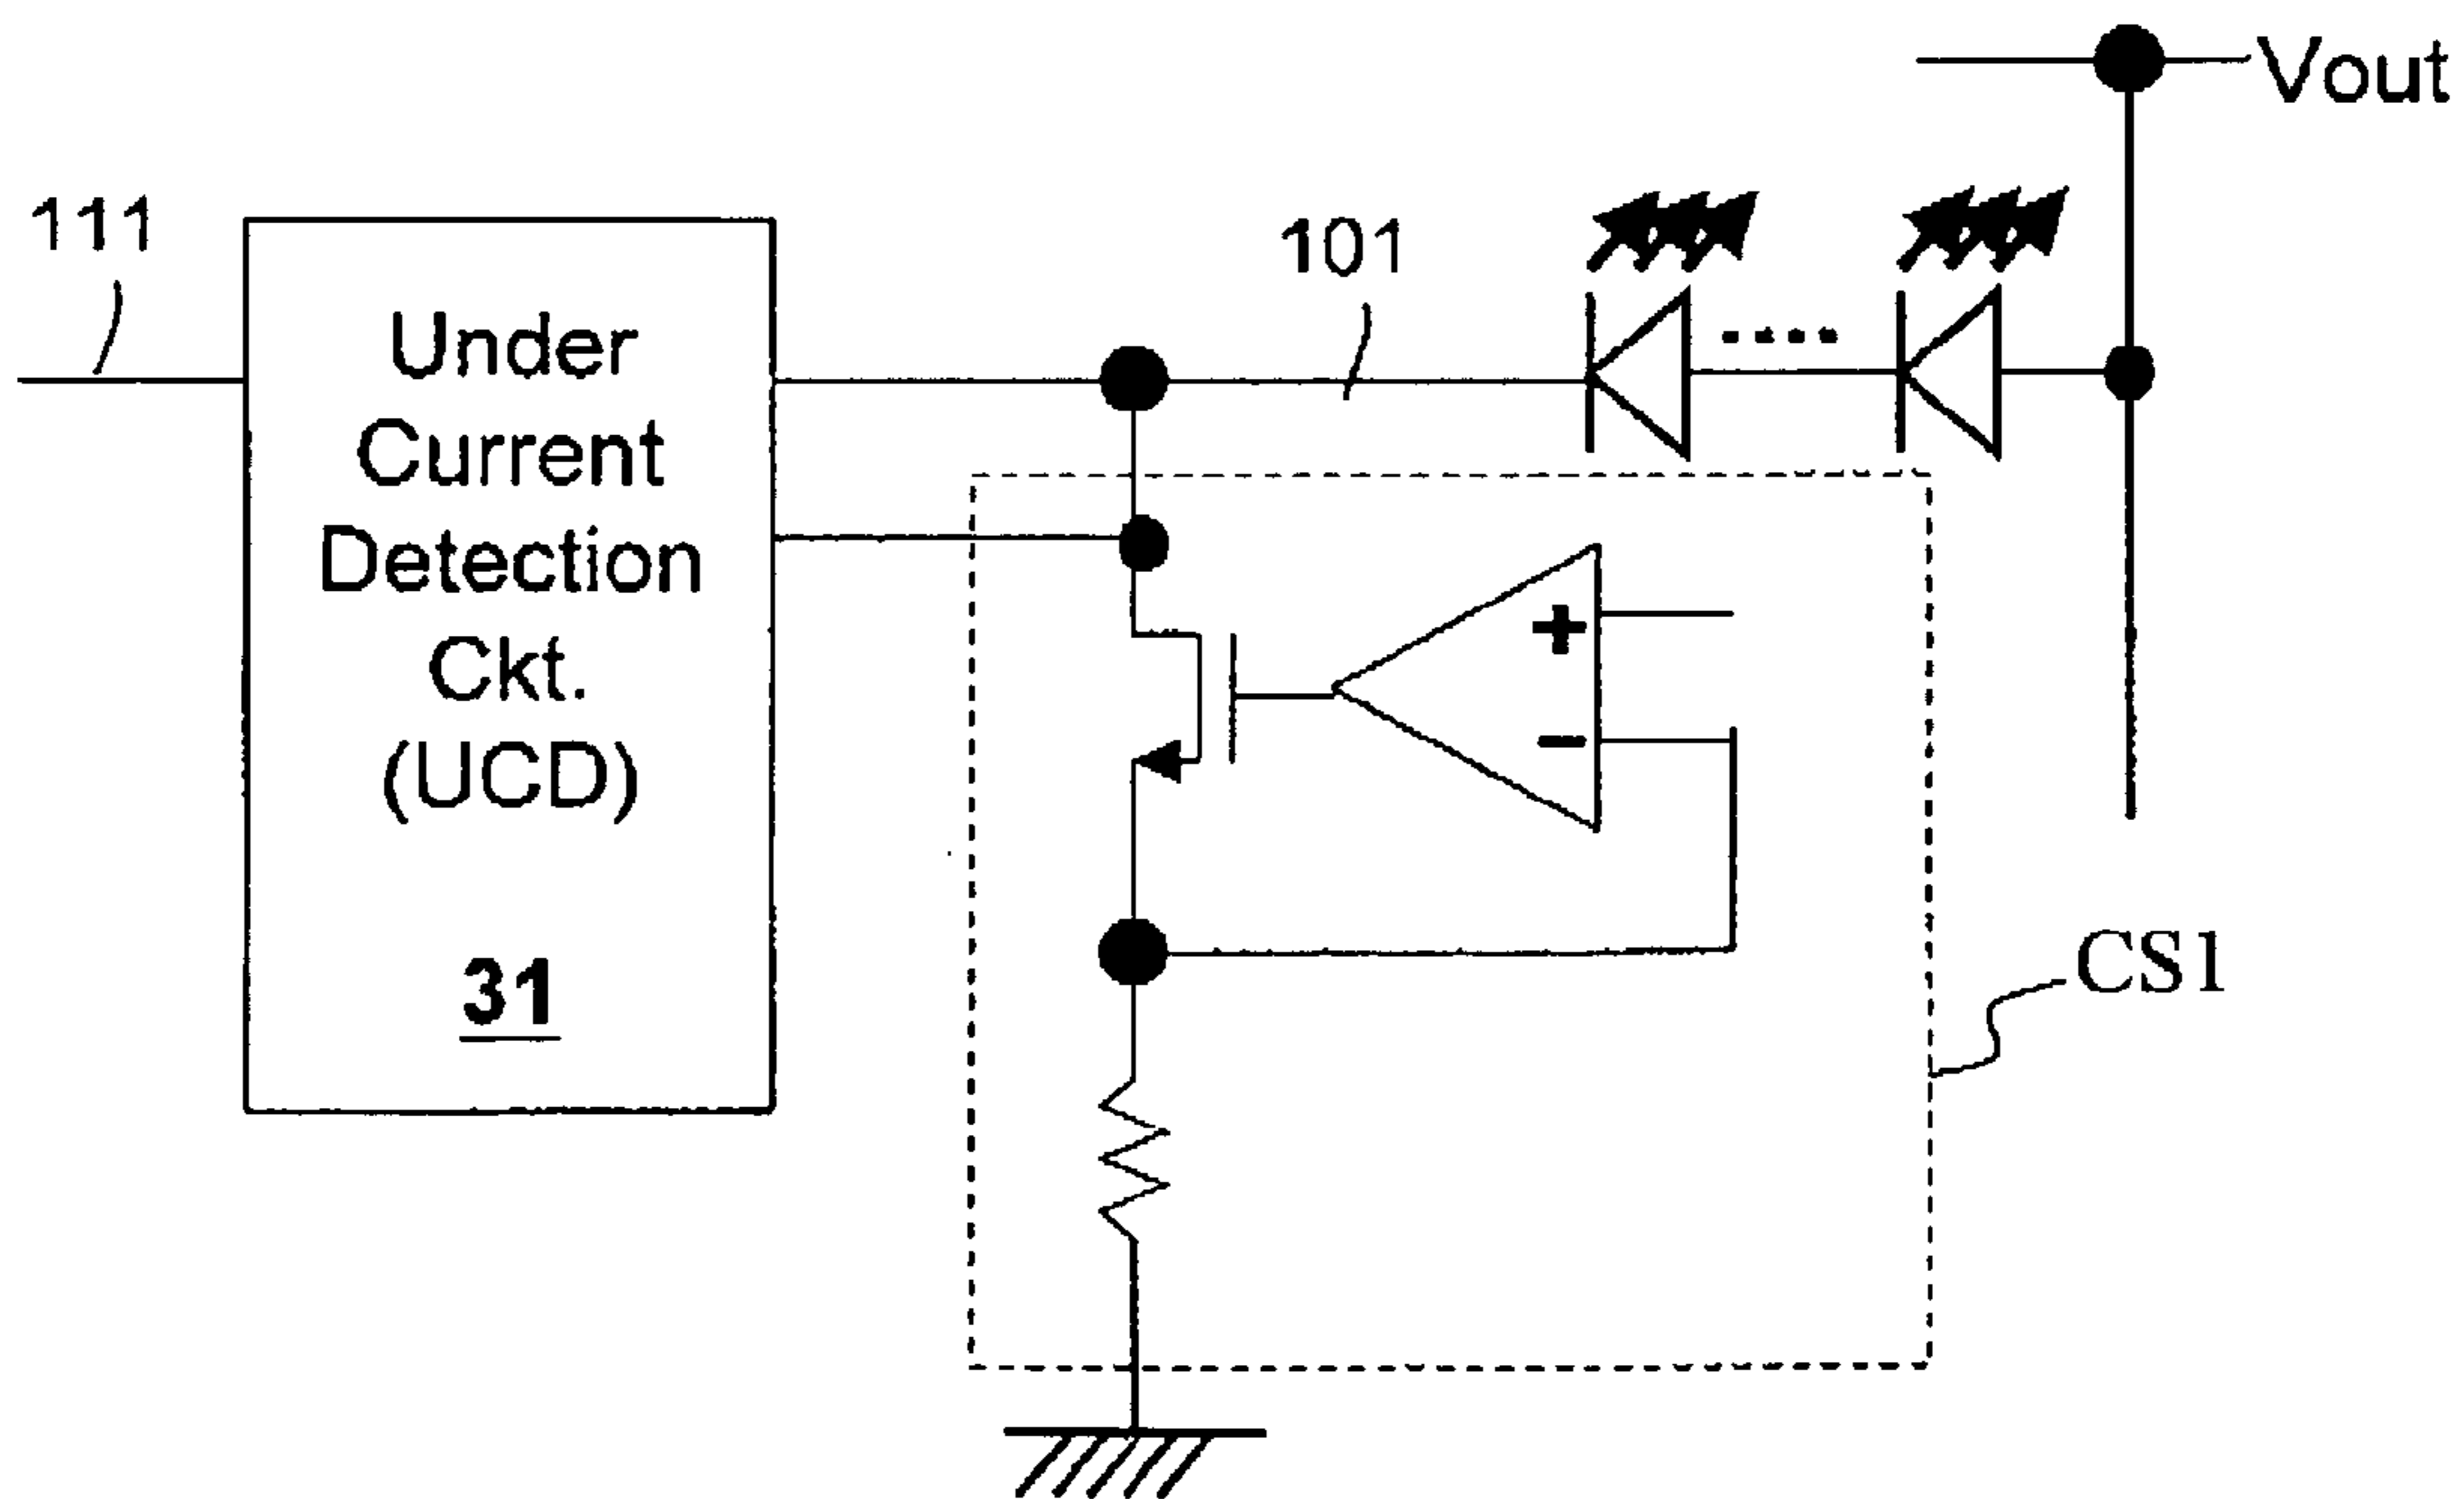 Vout
111
101
Under
Current
Detection
Ckt.
(UCD)
31
+
−
CS1